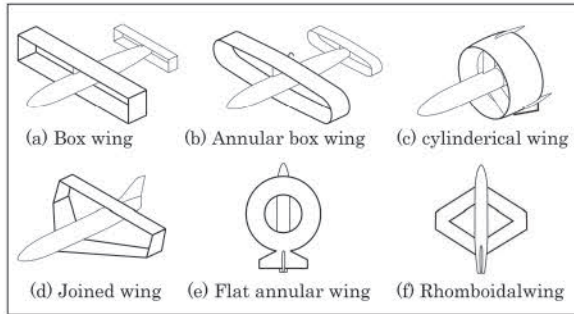 (a) Box wing
(b) Annular box wing
(c) cylinderical wing
(d) Joined wing
(e) Flat annular wing
(f) Rhomboidalwing